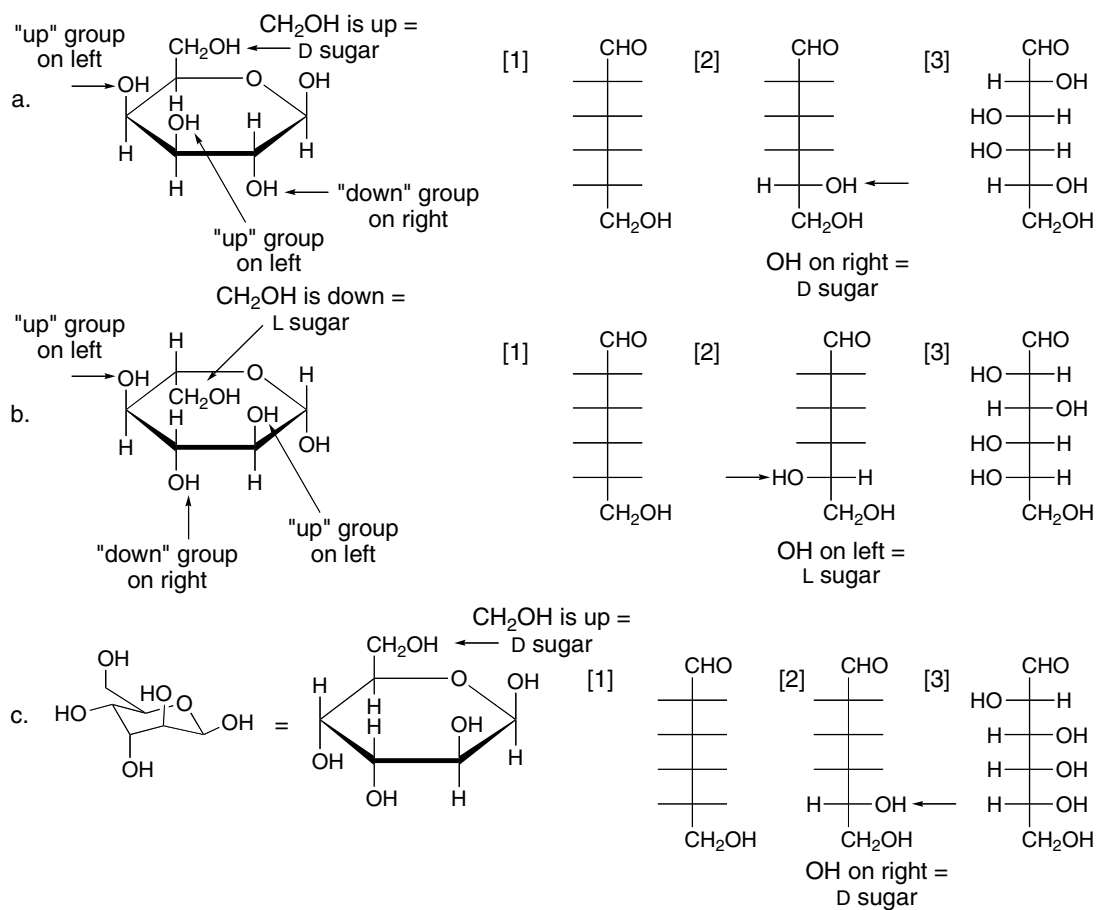 a.
"up" group
on left
CH₂OH is up =
D sugar
CH₂OH
OH
O
OH
H
OH
H
H
H
H
OH
"down" group
on right
"up" group
on left
[1]
CHO
CH₂OH
[2]
CHO
H OH
CH₂OH
OH on right =
D sugar
[3]
CHO
H OH
HO H
HO H
H OH
CH₂OH
b.
CH₂OH is down =
L sugar
"up" group
on left
H
O
H
OH
CH₂OH
H
OH
H
OH
OH
H
"up" group
on left
"down" group
on right
[1]
CHO
CH₂OH
[2]
CHO
HO H
CH₂OH
OH on left =
L sugar
[3]
CHO
HO H
H OH
HO H
HO H
CH₂OH
c.
OH
HO
HO
O
OH
OH
=
CH₂OH is up =
D sugar
CH₂OH
H
O
OH
H
H
OH
OH
H
OH
H
[1]
CHO
CH₂OH
[2]
CHO
H OH
CH₂OH
OH on right =
D sugar
[3]
CHO
HO H
H OH
H OH
H OH
CH₂OH